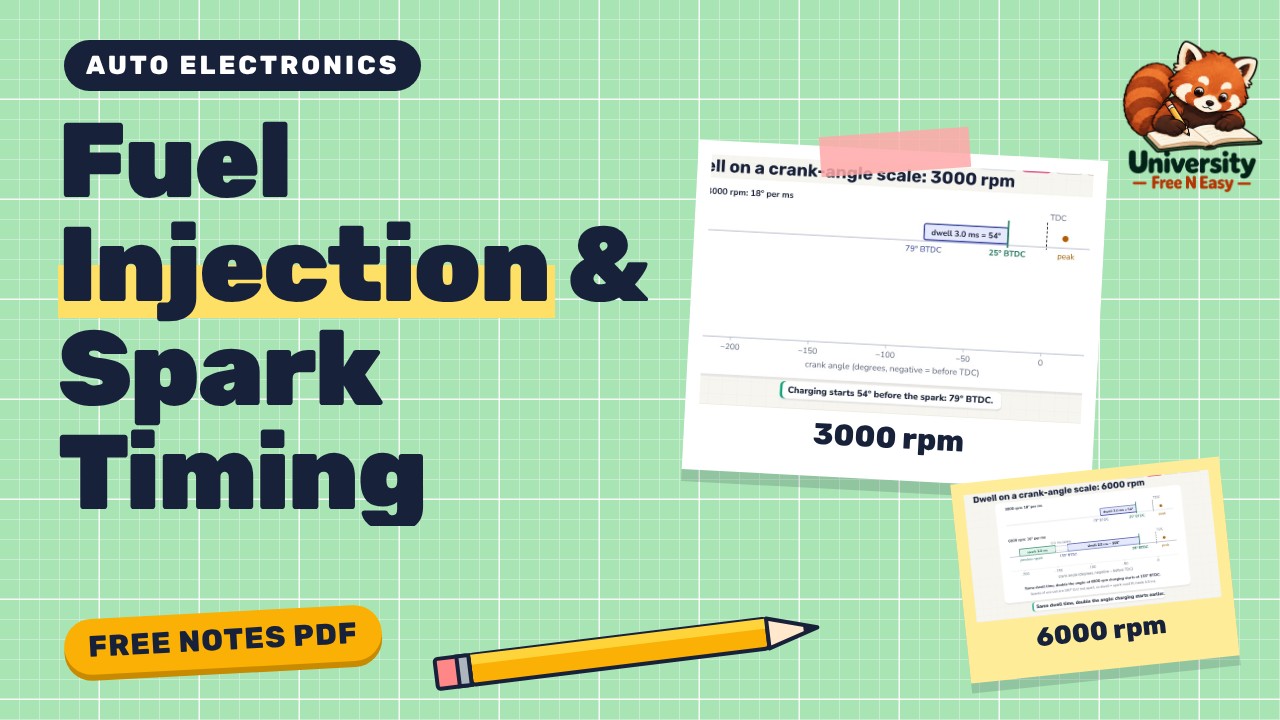 AUTO ELECTRONICS
Fuel
Injection &
Spark
Timing
FREE NOTES PDF
University
Free N Easy
ell on a crank-angle scale: 3000 rpm
000 rpm: 18° per ms
TDC
dwell 3.0 ms = 54°
79° BTDC
25° BTDC
peak
−200
−150
−100
−50
0
crank angle (degrees, negative = before TDC)
Charging starts 54° before the spark: 79° BTDC.
3000 rpm
Dwell on a crank-angle scale: 6000 rpm
Same dwell time, double the angle: charging starts earlier.
6000 rpm